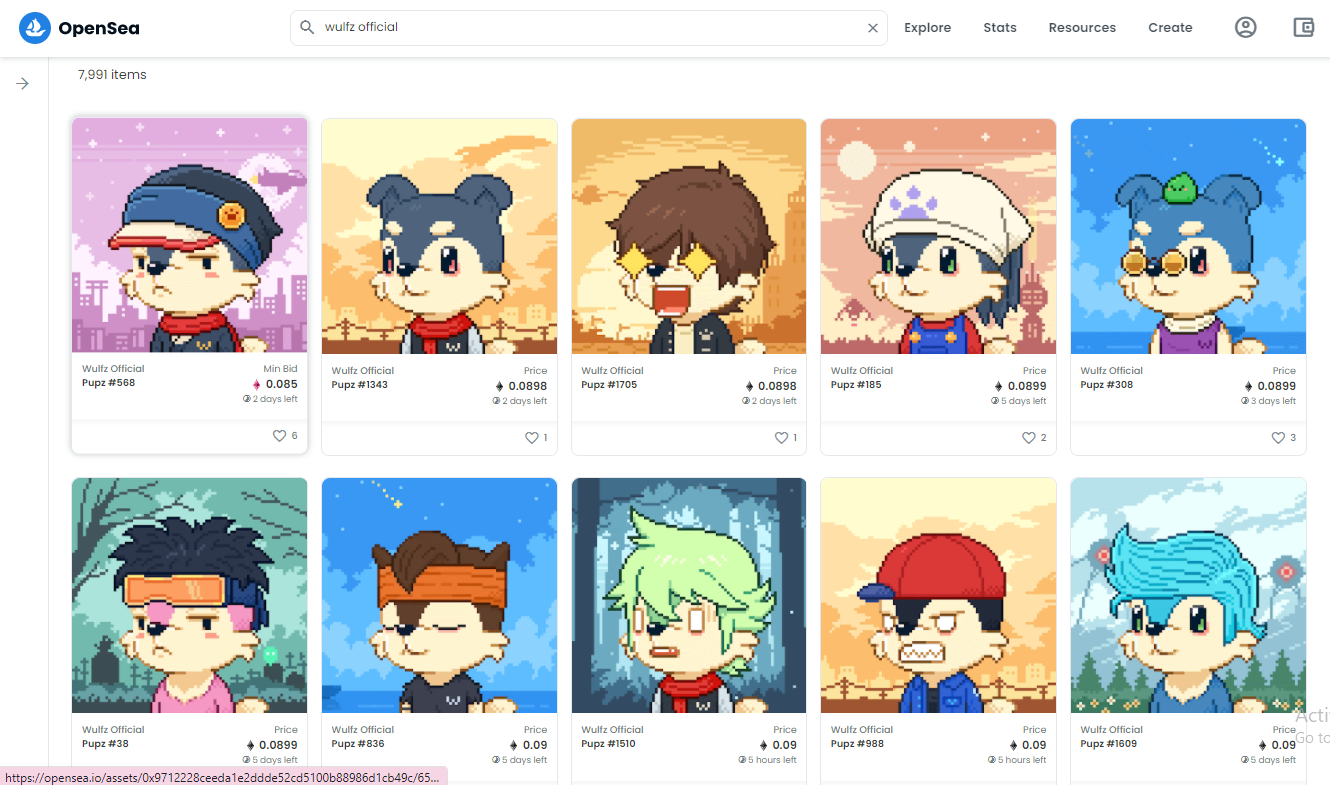 OpenSea
wulfz official
Explore
Stats
Resources
Create
7,991 items
Wulfz Official
Min Bid
Pupz #568
0.085
2 days left
6
Wulfz Official
Price
Pupz #1343
0.0898
2 days left
1
Wulfz Official
Price
Pupz #1705
0.0898
2 days left
1
Wulfz Official
Price
Pupz #185
0.0899
5 days left
2
Wulfz Official
Price
Pupz #308
0.0899
3 days left
3
Wulfz Official
Price
Pupz #38
0.0899
5 days left
Wulfz Official
Price
Pupz #836
0.09
5 days left
Wulfz Official
Price
Pupz #1510
0.09
5 hours left
Wulfz Official
Price
Pupz #988
0.09
5 hours left
Wulfz Official
Price
Pupz #1609
0.09
5 days left
Acti
Go to
https://opensea.io/assets/0x9712228ceeda1e2ddde52cd5100b88986d1cb49c/65...